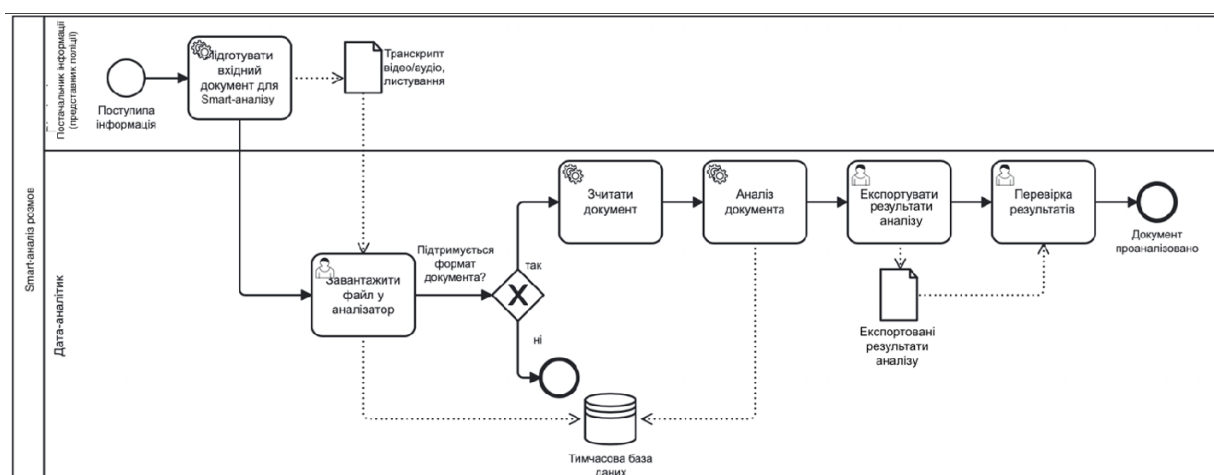 Smart-аналіз розмов
Постачальник інформації
(представник поліції)
Поступила
інформація
Підготувати
вхідний
документ для
Smart-аналізу
Транскрипт
відео/аудіо,
листування
Дата-аналітик
Завантажити
файл у
аналізатор
Підтримується
формат
документа?
так
ні
Зчитати
документ
Аналіз
документа
Експортувати
результати
аналізу
Перевірка
результатів
Документ
проаналізовано
Експортовані
результати
аналізу
Тимчасова база
даних